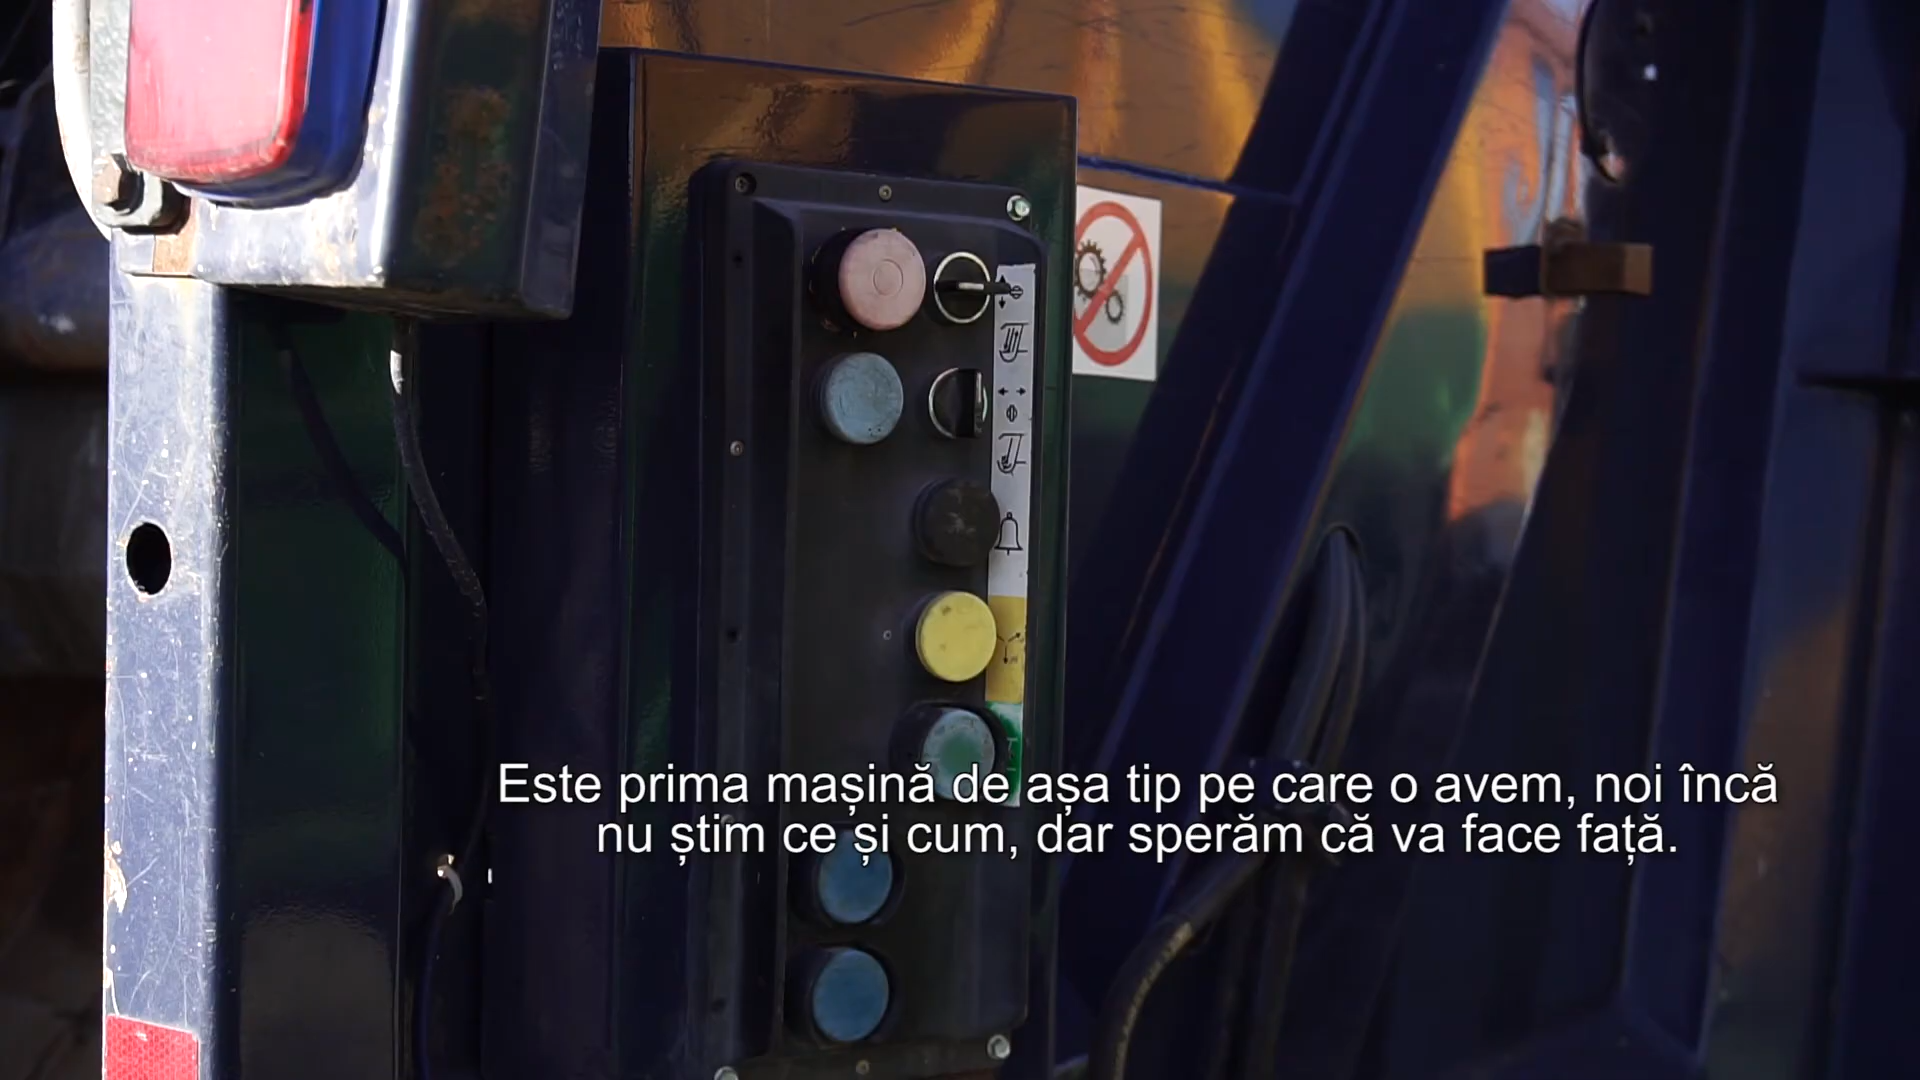 Este prima mașină de așa tip pe care o avem, noi încă
nu știm ce și cum, dar sperăm că va face față.